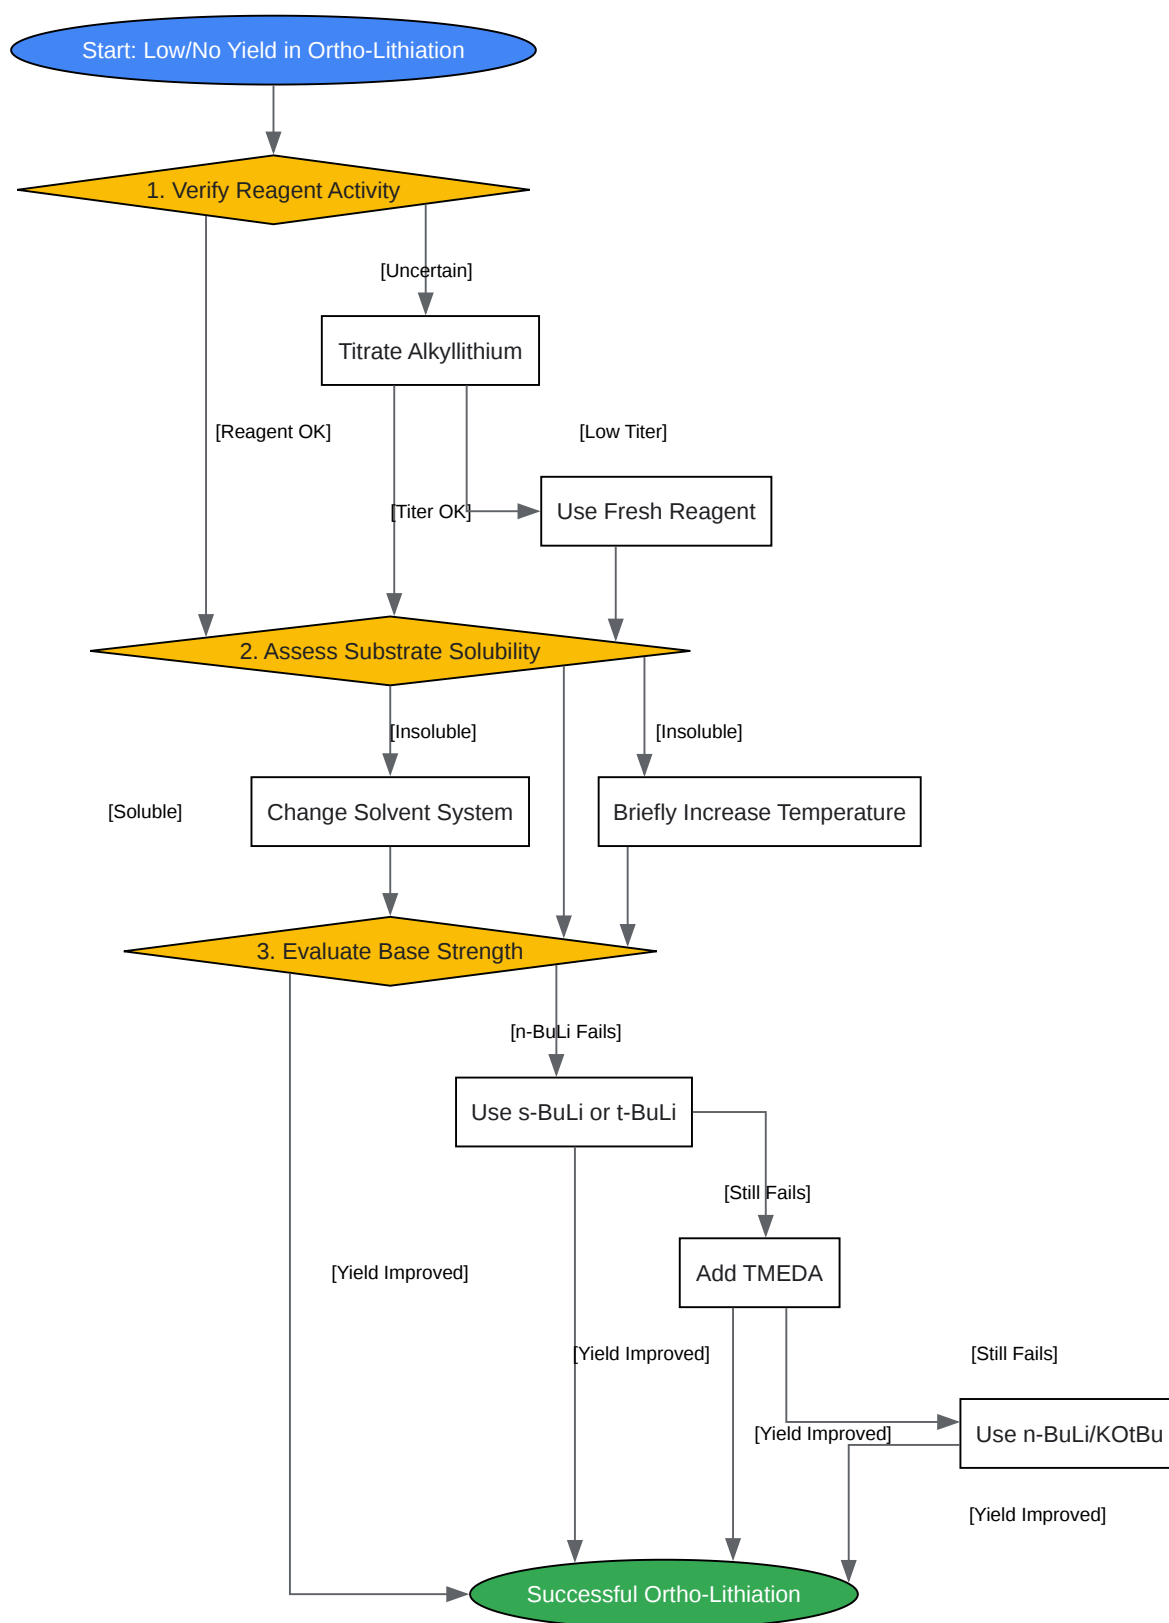 Start: Low/No Yield in Ortho-Lithiation
1. Verify Reagent Activity
[Uncertain]
Titrate Alkyllithium
[Reagent OK]
[Low Titer]
[Titer OK]
Use Fresh Reagent
2. Assess Substrate Solubility
[Insoluble]
[Insoluble]
[Soluble]
Change Solvent System
Briefly Increase Temperature
3. Evaluate Base Strength
[n-BuLi Fails]
Use s-BuLi or t-BuLi
[Still Fails]
[Yield Improved]
Add TMEDA
[Yield Improved]
[Still Fails]
[Yield Improved]
Use n-BuLi/KOtBu
[Yield Improved]
Successful Ortho-Lithiation